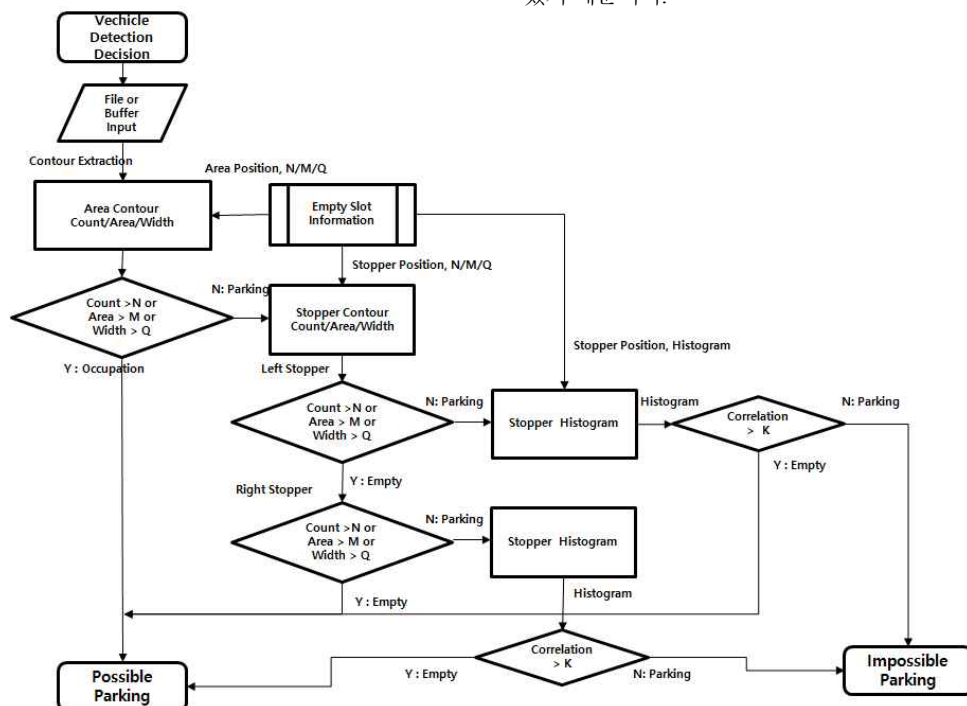 Vechicle
Detection
Decision
File or
Buffer
Input
Contour Extraction
Area Position, N/M/Q
Area Contour
Count/Area/Width
Empty Slot
Information
Stopper Position, N/M/Q
N: Parking
Count >N or
Area > M or
Width > Q
Stopper Contour
Count/Area/Width
Stopper Position, Histogram
Y : Occupation
Left Stopper
Count >N or
Area > M or
Width > Q
N: Parking
Stopper Histogram
Histogram
Correlation
> K
N: Parking
Y : Empty
Y : Empty
Right Stopper
Count >N or
Area > M or
Width > Q
N: Parking
Stopper Histogram
Y : Empty
Histogram
Correlation
> K
Y : Empty
N: Parking
Possible
Parking
Impossible
Parking